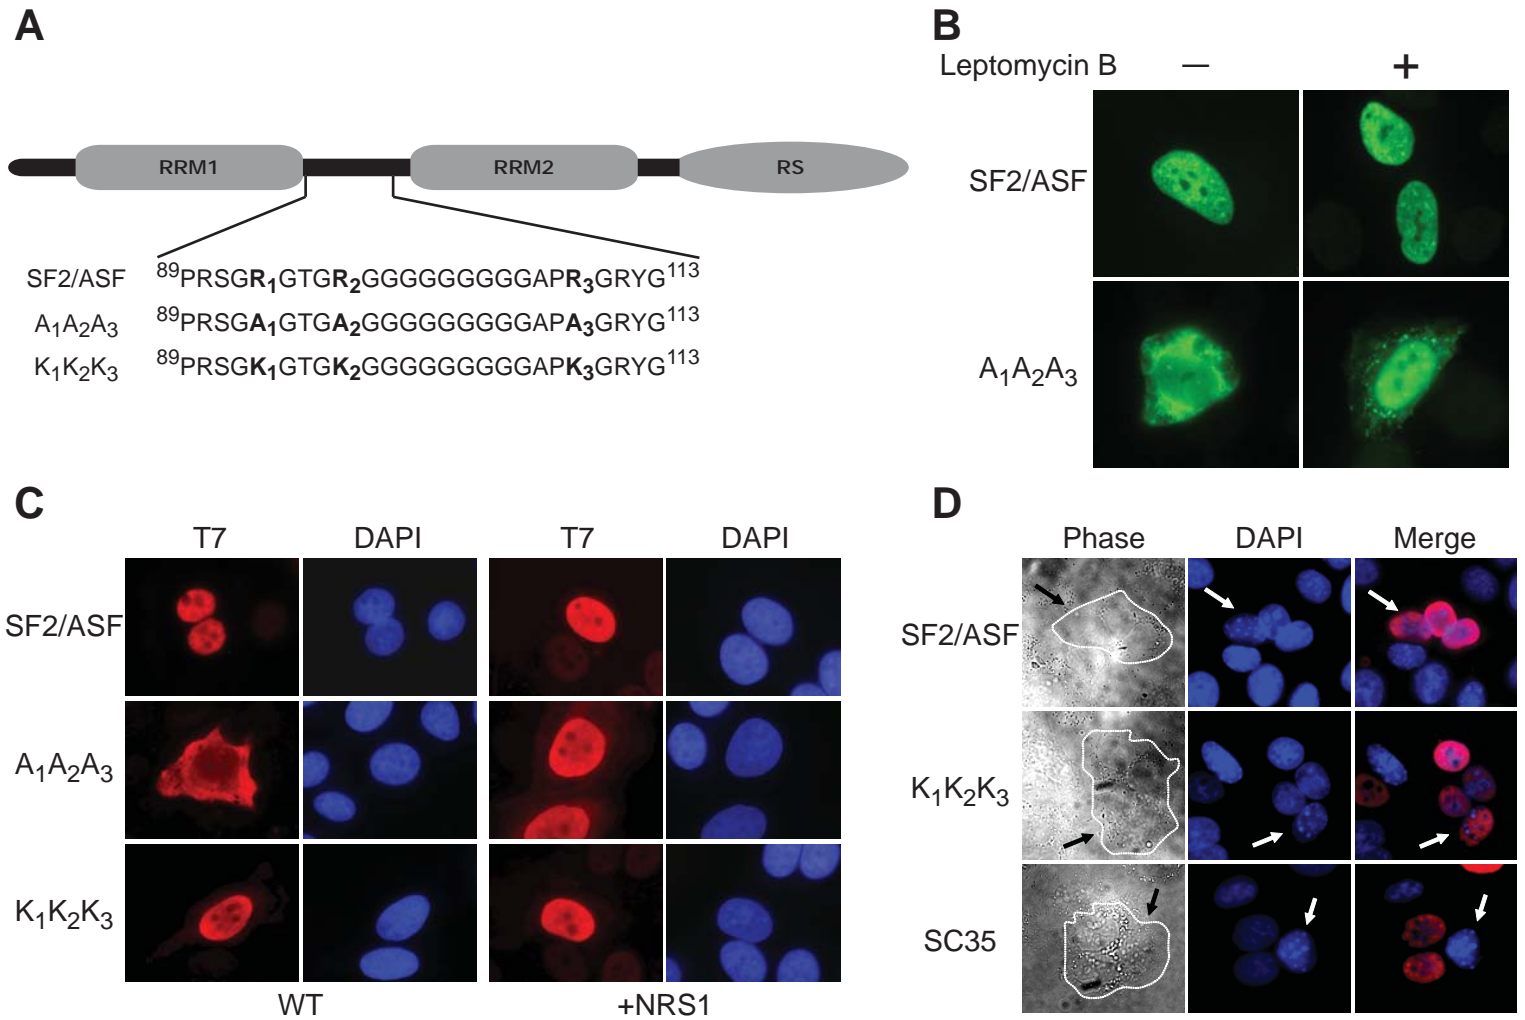 A
RRM1 RRM2 RS
SF2/ASF 89PRSGR1GTGR2GGGGGGGGGAPR3GRYG113
A1A2A3 89PRSGA1GTGA2GGGGGGGGGAPA3GRYG113
K1K2K3 89PRSGK1GTGK2GGGGGGGGGAPK3GRYG113
B
Leptomycin B − +
SF2/ASF
A1A2A3
C
T7 DAPI T7 DAPI
SF2/ASF
A1A2A3
K1K2K3
WT +NRS1
D
Phase DAPI Merge
SF2/ASF
K1K2K3
SC35